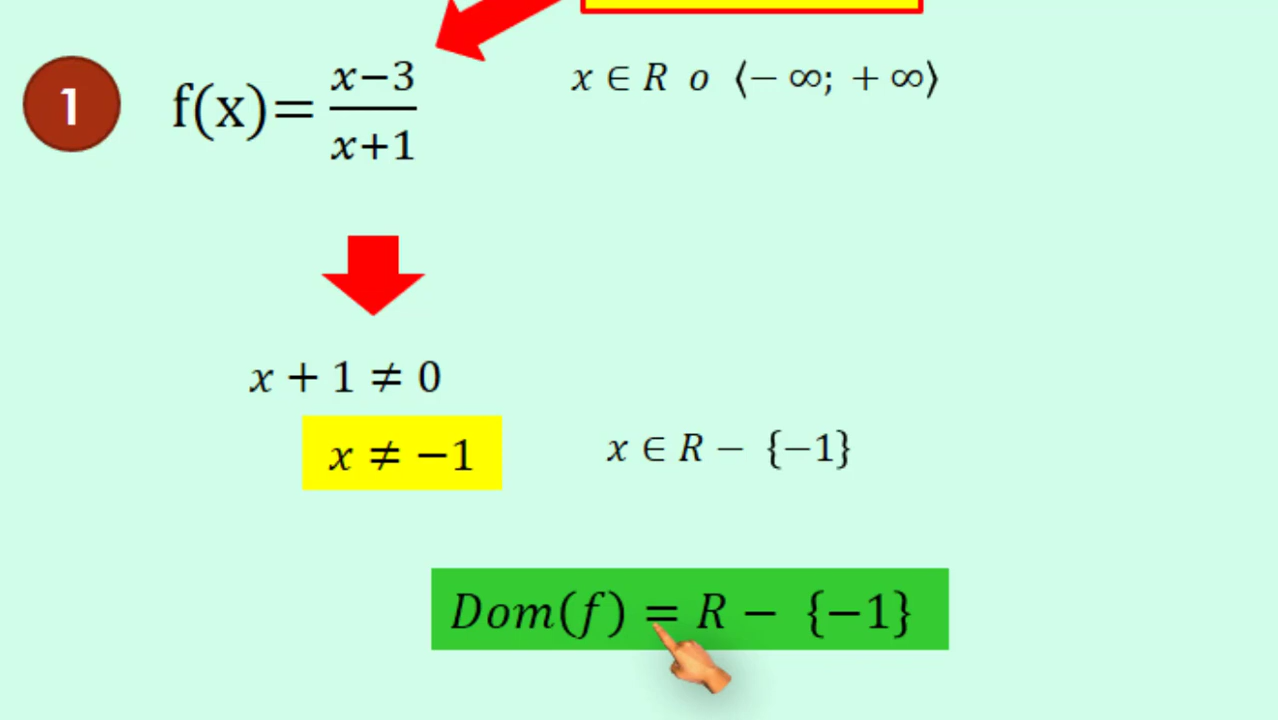 1
f(x)= x−3 / x+1
x ∈ R o ⟨−∞; +∞⟩
x + 1 ≠ 0
x ≠ −1
x ∈ R − {−1}
Dom(f) = R − {−1}